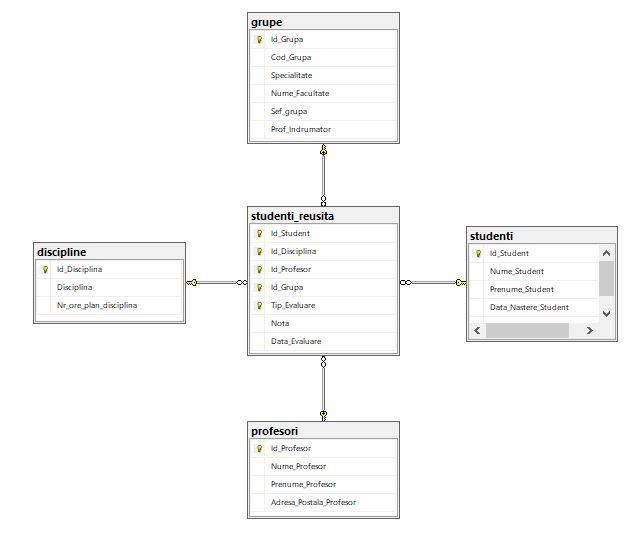 grupe
Id_Grupa
Cod_Grupa
Specialitate
Nume_Facultate
Sef_grupa
Prof_Indrumator
studenti_reusita
Id_Student
Id_Disciplina
Id_Profesor
Id_Grupa
Tip_Evaluare
Nota
Data_Evaluare
discipline
Id_Disciplina
Disciplina
Nr_ore_plan_disciplina
studenti
Id_Student
Nume_Student
Prenume_Student
Data_Nastere_Student
profesori
Id_Profesor
Nume_Profesor
Prenume_Profesor
Adresa_Postala_Profesor